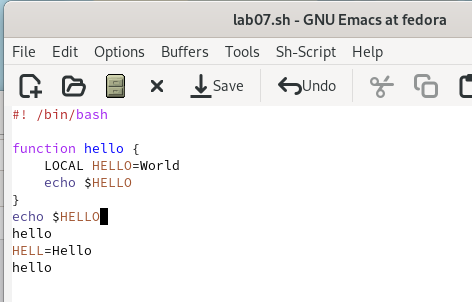 lab07.sh - GNU Emacs at fedora
File Edit Options Buffers Tools Sh-Script Help
Save Undo
#! /bin/bash
function hello {
    LOCAL HELLO=World
    echo $HELLO
}
echo $HELLO
hello
HELL=Hello
hello